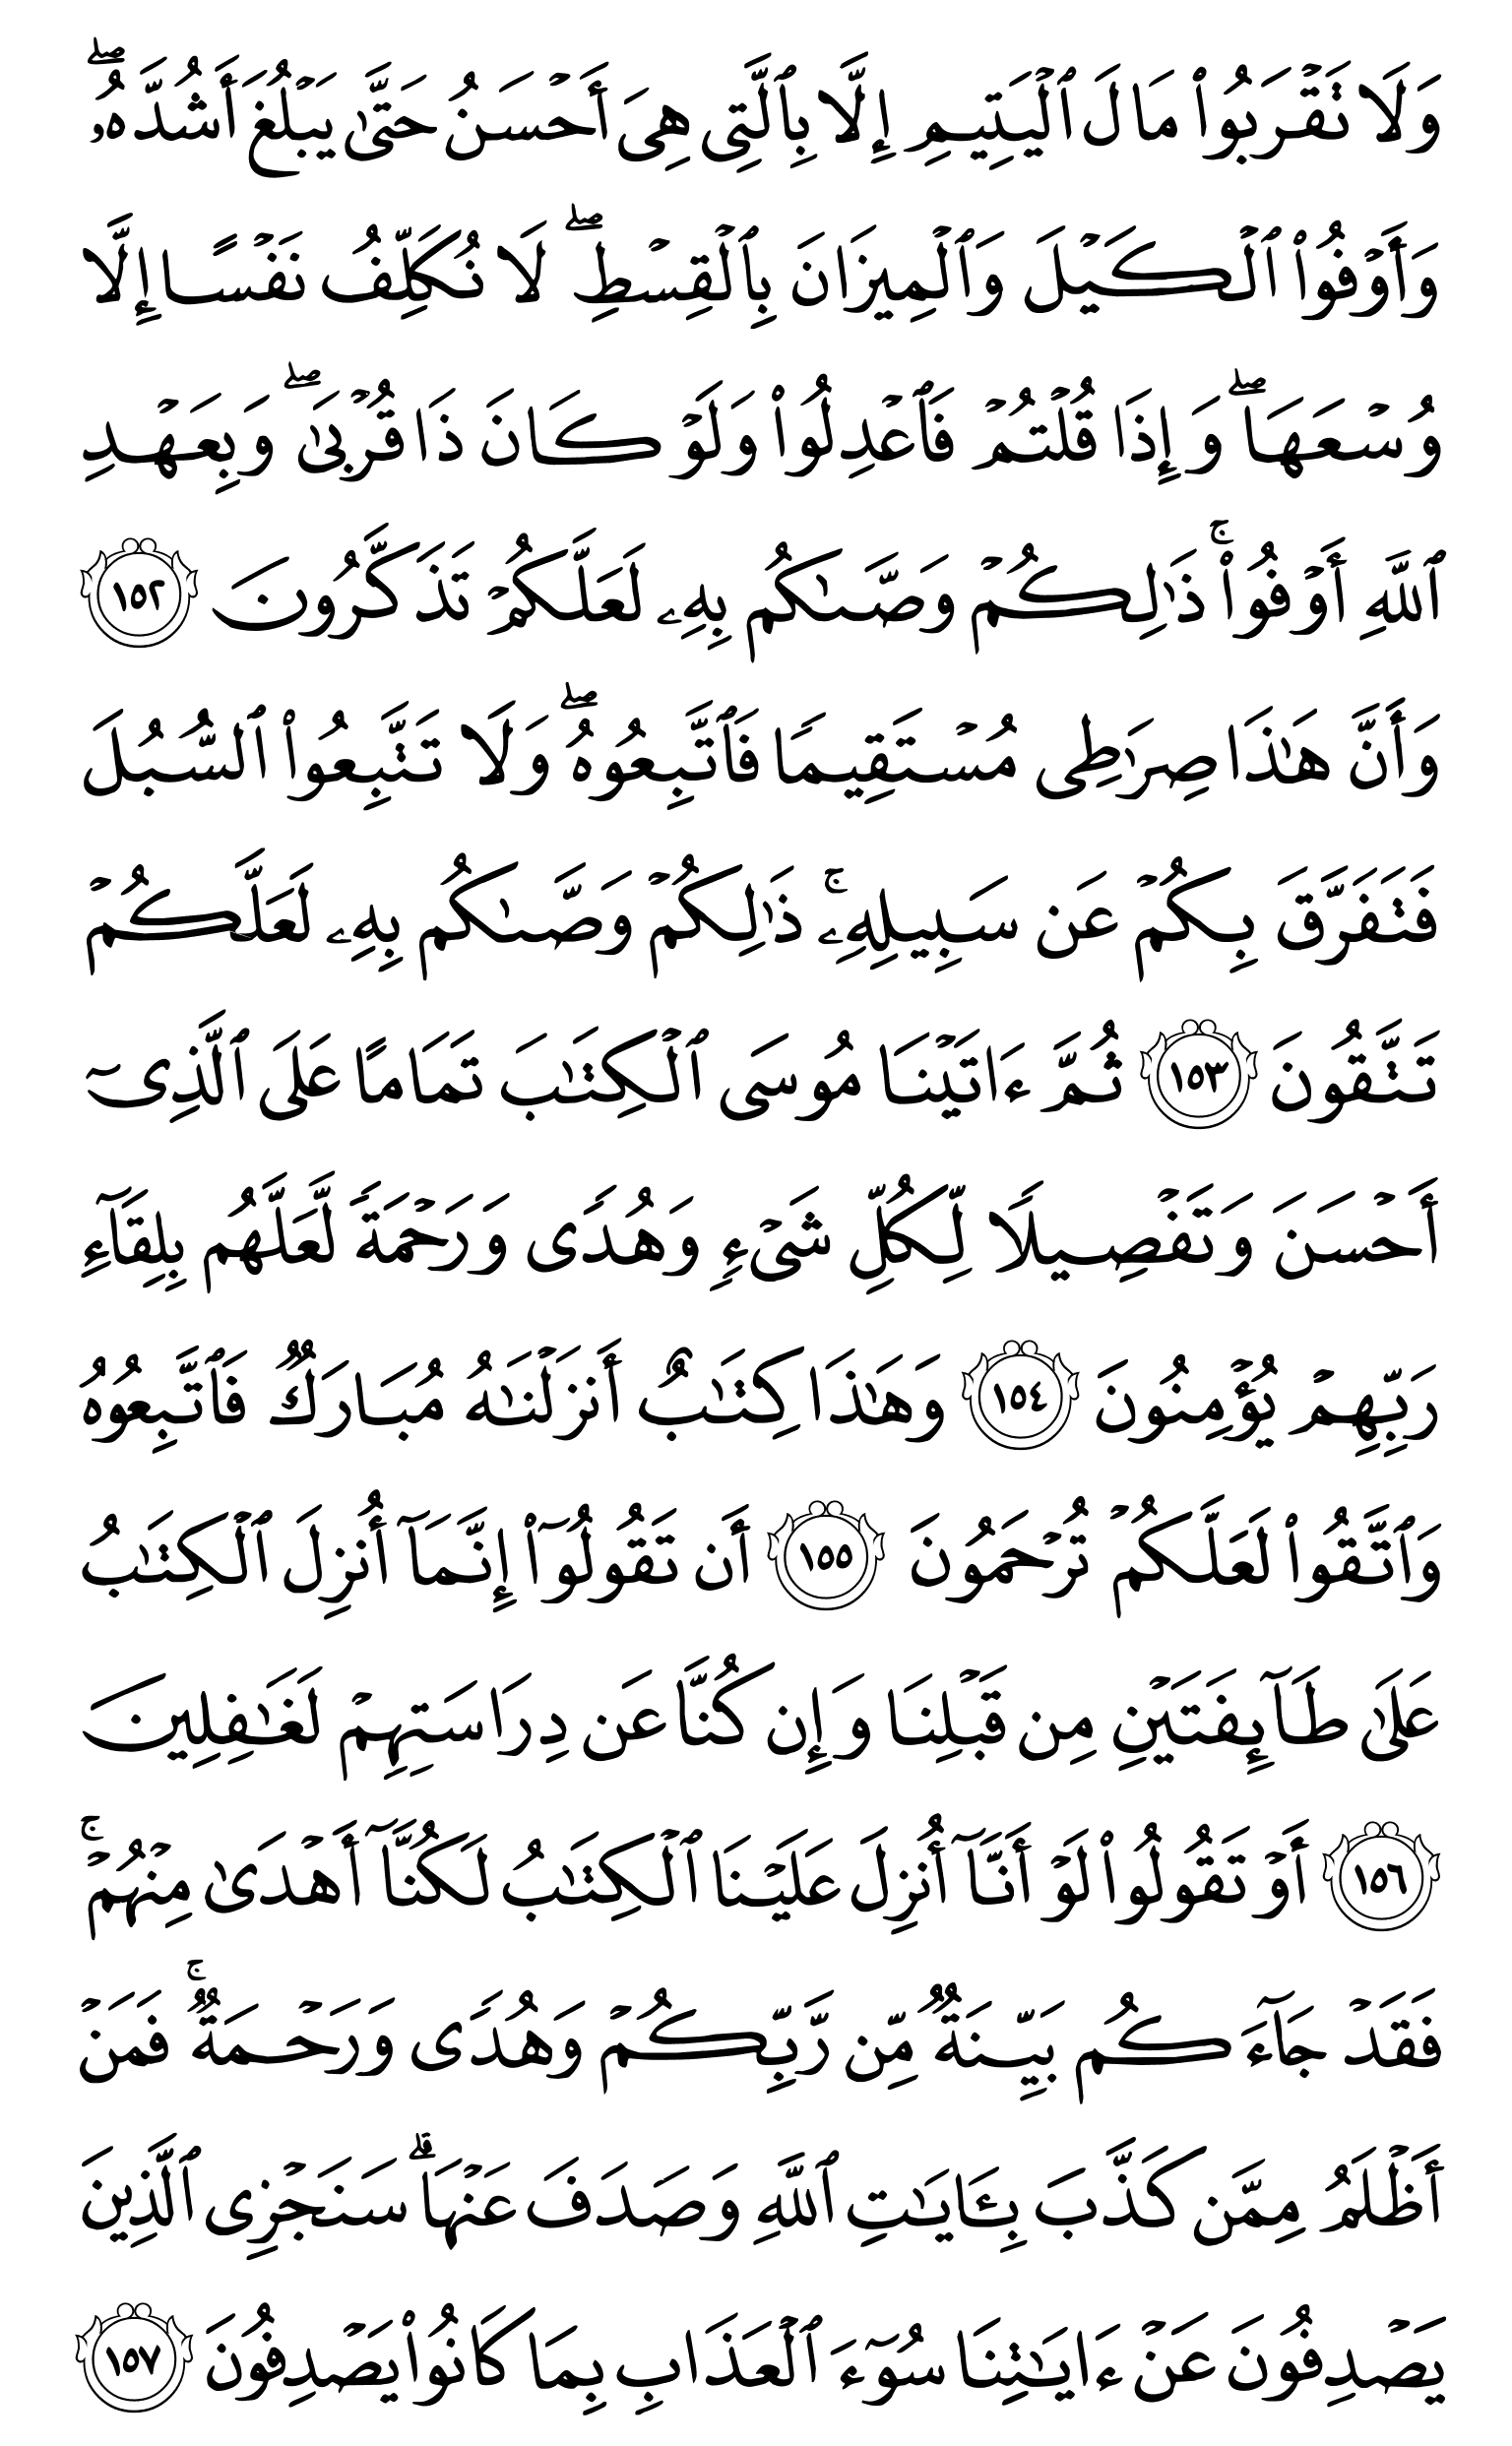 وَلَا تَقۡرَبُواْ مَالَ ٱلۡيَتِيمِ إِلَّا بِٱلَّتِي هِيَ أَحۡسَنُ حَتَّىٰ يَبۡلُغَ أَشُدَّهُۥۖ
وَأَوۡفُواْ ٱلۡكَيۡلَ وَٱلۡمِيزَانَ بِٱلۡقِسۡطِۖ لَا نُكَلِّفُ نَفۡسًا إِلَّا
وُسۡعَهَاۖ وَإِذَا قُلۡتُمۡ فَٱعۡدِلُواْ وَلَوۡ كَانَ ذَا قُرۡبَىٰۖ وَبِعَهۡدِ
ٱللَّهِ أَوۡفُواْۚ ذَٰلِكُمۡ وَصَّىٰكُم بِهِۦ لَعَلَّكُمۡ تَذَكَّرُونَ ١٥٢
وَأَنَّ هَٰذَا صِرَٰطِي مُسۡتَقِيمًا فَٱتَّبِعُوهُۖ وَلَا تَتَّبِعُواْ ٱلسُّبُلَ
فَتَفَرَّقَ بِكُمۡ عَن سَبِيلِهِۦۚ ذَٰلِكُمۡ وَصَّىٰكُم بِهِۦ لَعَلَّكُمۡ
تَتَّقُونَ ١٥٣ ثُمَّ ءَاتَيۡنَا مُوسَى ٱلۡكِتَٰبَ تَمَامًا عَلَى ٱلَّذِيٓ
أَحۡسَنَ وَتَفۡصِيلًا لِّكُلِّ شَيۡءٍ وَهُدًى وَرَحۡمَةً لَّعَلَّهُم بِلِقَآءِ
رَبِّهِمۡ يُؤۡمِنُونَ ١٥٤ وَهَٰذَا كِتَٰبٌ أَنزَلۡنَٰهُ مُبَارَكٌ فَٱتَّبِعُوهُ
وَٱتَّقُواْ لَعَلَّكُمۡ تُرۡحَمُونَ ١٥٥ أَن تَقُولُوٓاْ إِنَّمَآ أُنزِلَ ٱلۡكِتَٰبُ
عَلَىٰ طَآئِفَتَيۡنِ مِن قَبۡلِنَا وَإِن كُنَّا عَن دِرَاسَتِهِمۡ لَغَٰفِلِينَ
١٥٦ أَوۡ تَقُولُواْ لَوۡ أَنَّآ أُنزِلَ عَلَيۡنَا ٱلۡكِتَٰبُ لَكُنَّآ أَهۡدَىٰ مِنۡهُمۡۚ
فَقَدۡ جَآءَكُم بَيِّنَةٌ مِّن رَّبِّكُمۡ وَهُدًى وَرَحۡمَةٌۚ فَمَنۡ
أَظۡلَمُ مِمَّن كَذَّبَ بِـَٔايَٰتِ ٱللَّهِ وَصَدَفَ عَنۡهَاۗ سَنَجۡزِي ٱلَّذِينَ
يَصۡدِفُونَ عَنۡ ءَايَٰتِنَا سُوٓءَ ٱلۡعَذَابِ بِمَا كَانُواْ يَصۡدِفُونَ ١٥٧